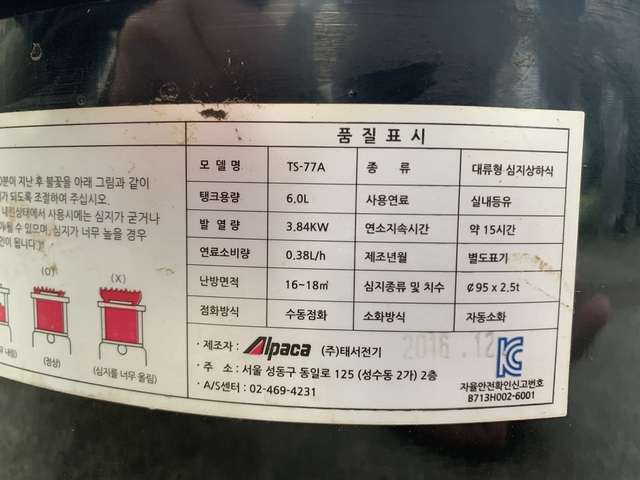 0분이 지난 후 불꽃을 아래 그림과 같이
가 되도록 조절하여 주십시오.
내린상태에서 사용시에는 심지가 굳거나
수 있으며, 심지가 너무 높을 경우
인이 됩니다.)
(O) (X)
(정상) (심지를 너무 올림)
품질표시
모델명 TS-77A 종류 대류형 심지상하식
탱크용량 6.0L 사용연료 실내등유
발열량 3.84KW 연소지속시간 약 15시간
연료소비량 0.38L/h 제조년월 별도표기
난방면적 16~18㎡ 심지종류 및 치수 ¢95 x 2.5t
점화방식 수동점화 소화방식 자동소화
· 제조자 : Alpaca (주)태서전기 2016.12
· 주 소 : 서울 성동구 동일로 125 (성수동 2가) 2층
· A/S센터 : 02-469-4231
KC
자율안전확인신고번호
B713H002-6001